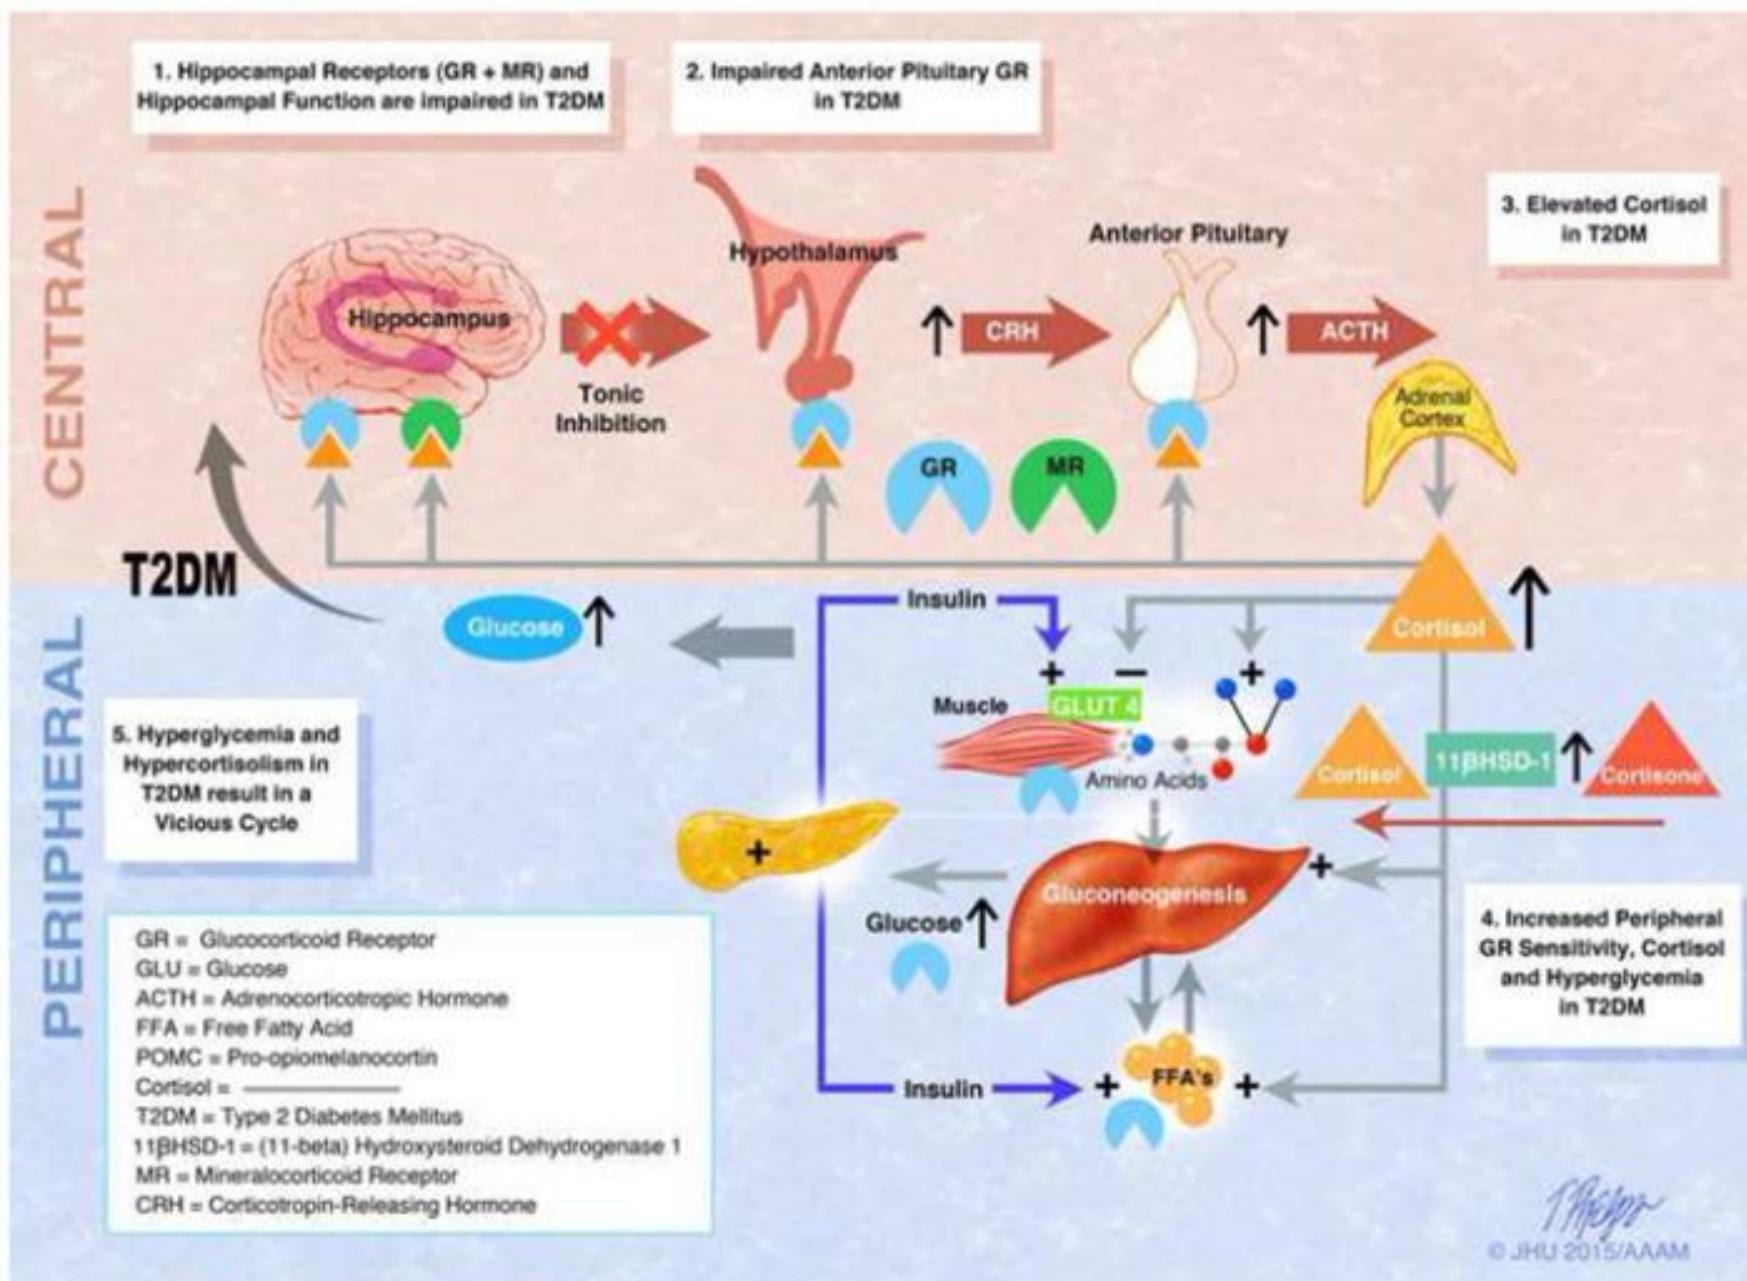 1. Hippocampal Receptors (GR + MR) and
Hippocampal Function are impaired in T2DM
2. Impaired Anterior Pituitary GR
in T2DM
3. Elevated Cortisol
in T2DM
CENTRAL
Hippocampus
Tonic
Inhibition
Hypothalamus
CRH
Anterior Pituitary
ACTH
Adrenal
Cortex
GR
MR
T2DM
PERIPHERAL
Glucose
Insulin
Cortisol
+
−
+
Muscle
GLUT 4
Amino Acids
Cortisol
11βHSD-1
Cortisone
5. Hyperglycemia and
Hypercortisolism in
T2DM result in a
Vicious Cycle
+
Gluconeogenesis
+
Glucose
4. Increased Peripheral
GR Sensitivity, Cortisol
and Hyperglycemia
in T2DM
Insulin
+
FFA's
+
GR = Glucocorticoid Receptor
GLU = Glucose
ACTH = Adrenocorticotropic Hormone
FFA = Free Fatty Acid
POMC = Pro-opiomelanocortin
Cortisol =
T2DM = Type 2 Diabetes Mellitus
11βHSD-1 = (11-beta) Hydroxysteroid Dehydrogenase 1
MR = Mineralocorticoid Receptor
CRH = Corticotropin-Releasing Hormone
© JHU 2015/AAAM